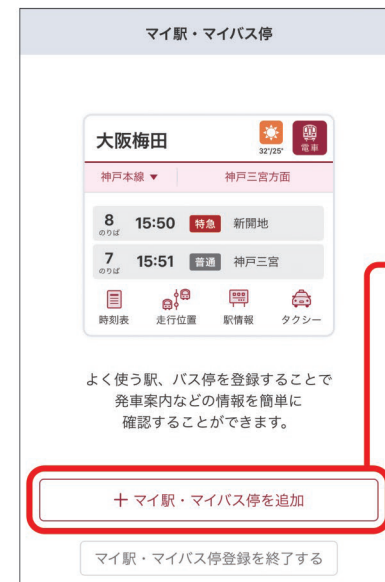 マイ駅・マイバス停
大阪梅田
32°/25°
電車
神戸本線 ▼ 神戸三宮方面
8 15:50 特急 新開地
のりば
7 15:51 普通 神戸三宮
のりば
時刻表 走行位置 駅情報 タクシー
よく使う駅、バス停を登録することで
発車案内などの情報を簡単に
確認することができます。
＋ マイ駅・マイバス停を追加
マイ駅・マイバス停登録を終了する